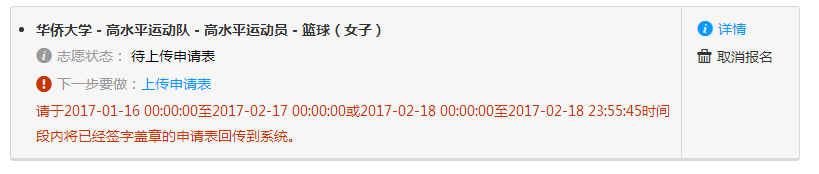 华侨大学 - 高水平运动队 - 高水平运动员 - 篮球（女子）
志愿状态： 待上传申请表
下一步要做：上传申请表
请于2017-01-16 00:00:00至2017-02-17 00:00:00或2017-02-18 00:00:00至2017-02-18 23:55:45时间
段内将已经签字盖章的申请表回传到系统。
详情
取消报名